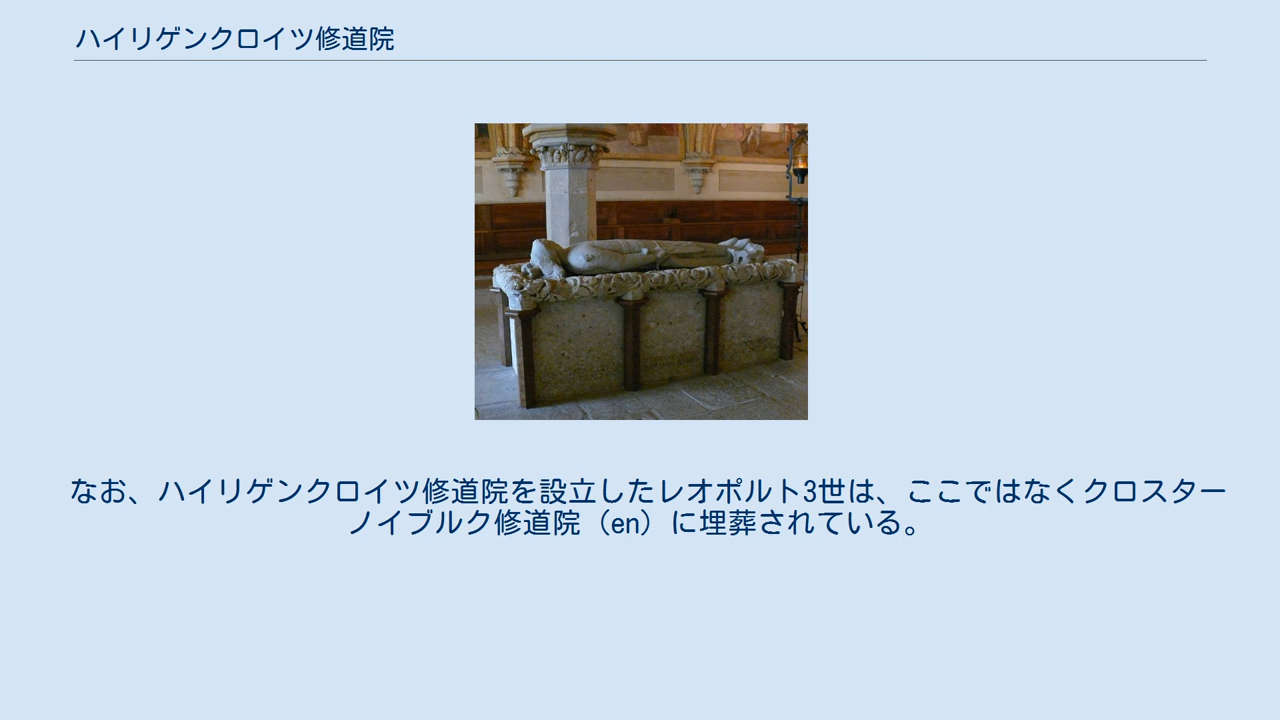 ハイリゲンクロイツ修道院
なお、ハイリゲンクロイツ修道院を設立したレオポルト3世は、ここではなくクロスター
ノイブルク修道院（en）に埋葬されている。